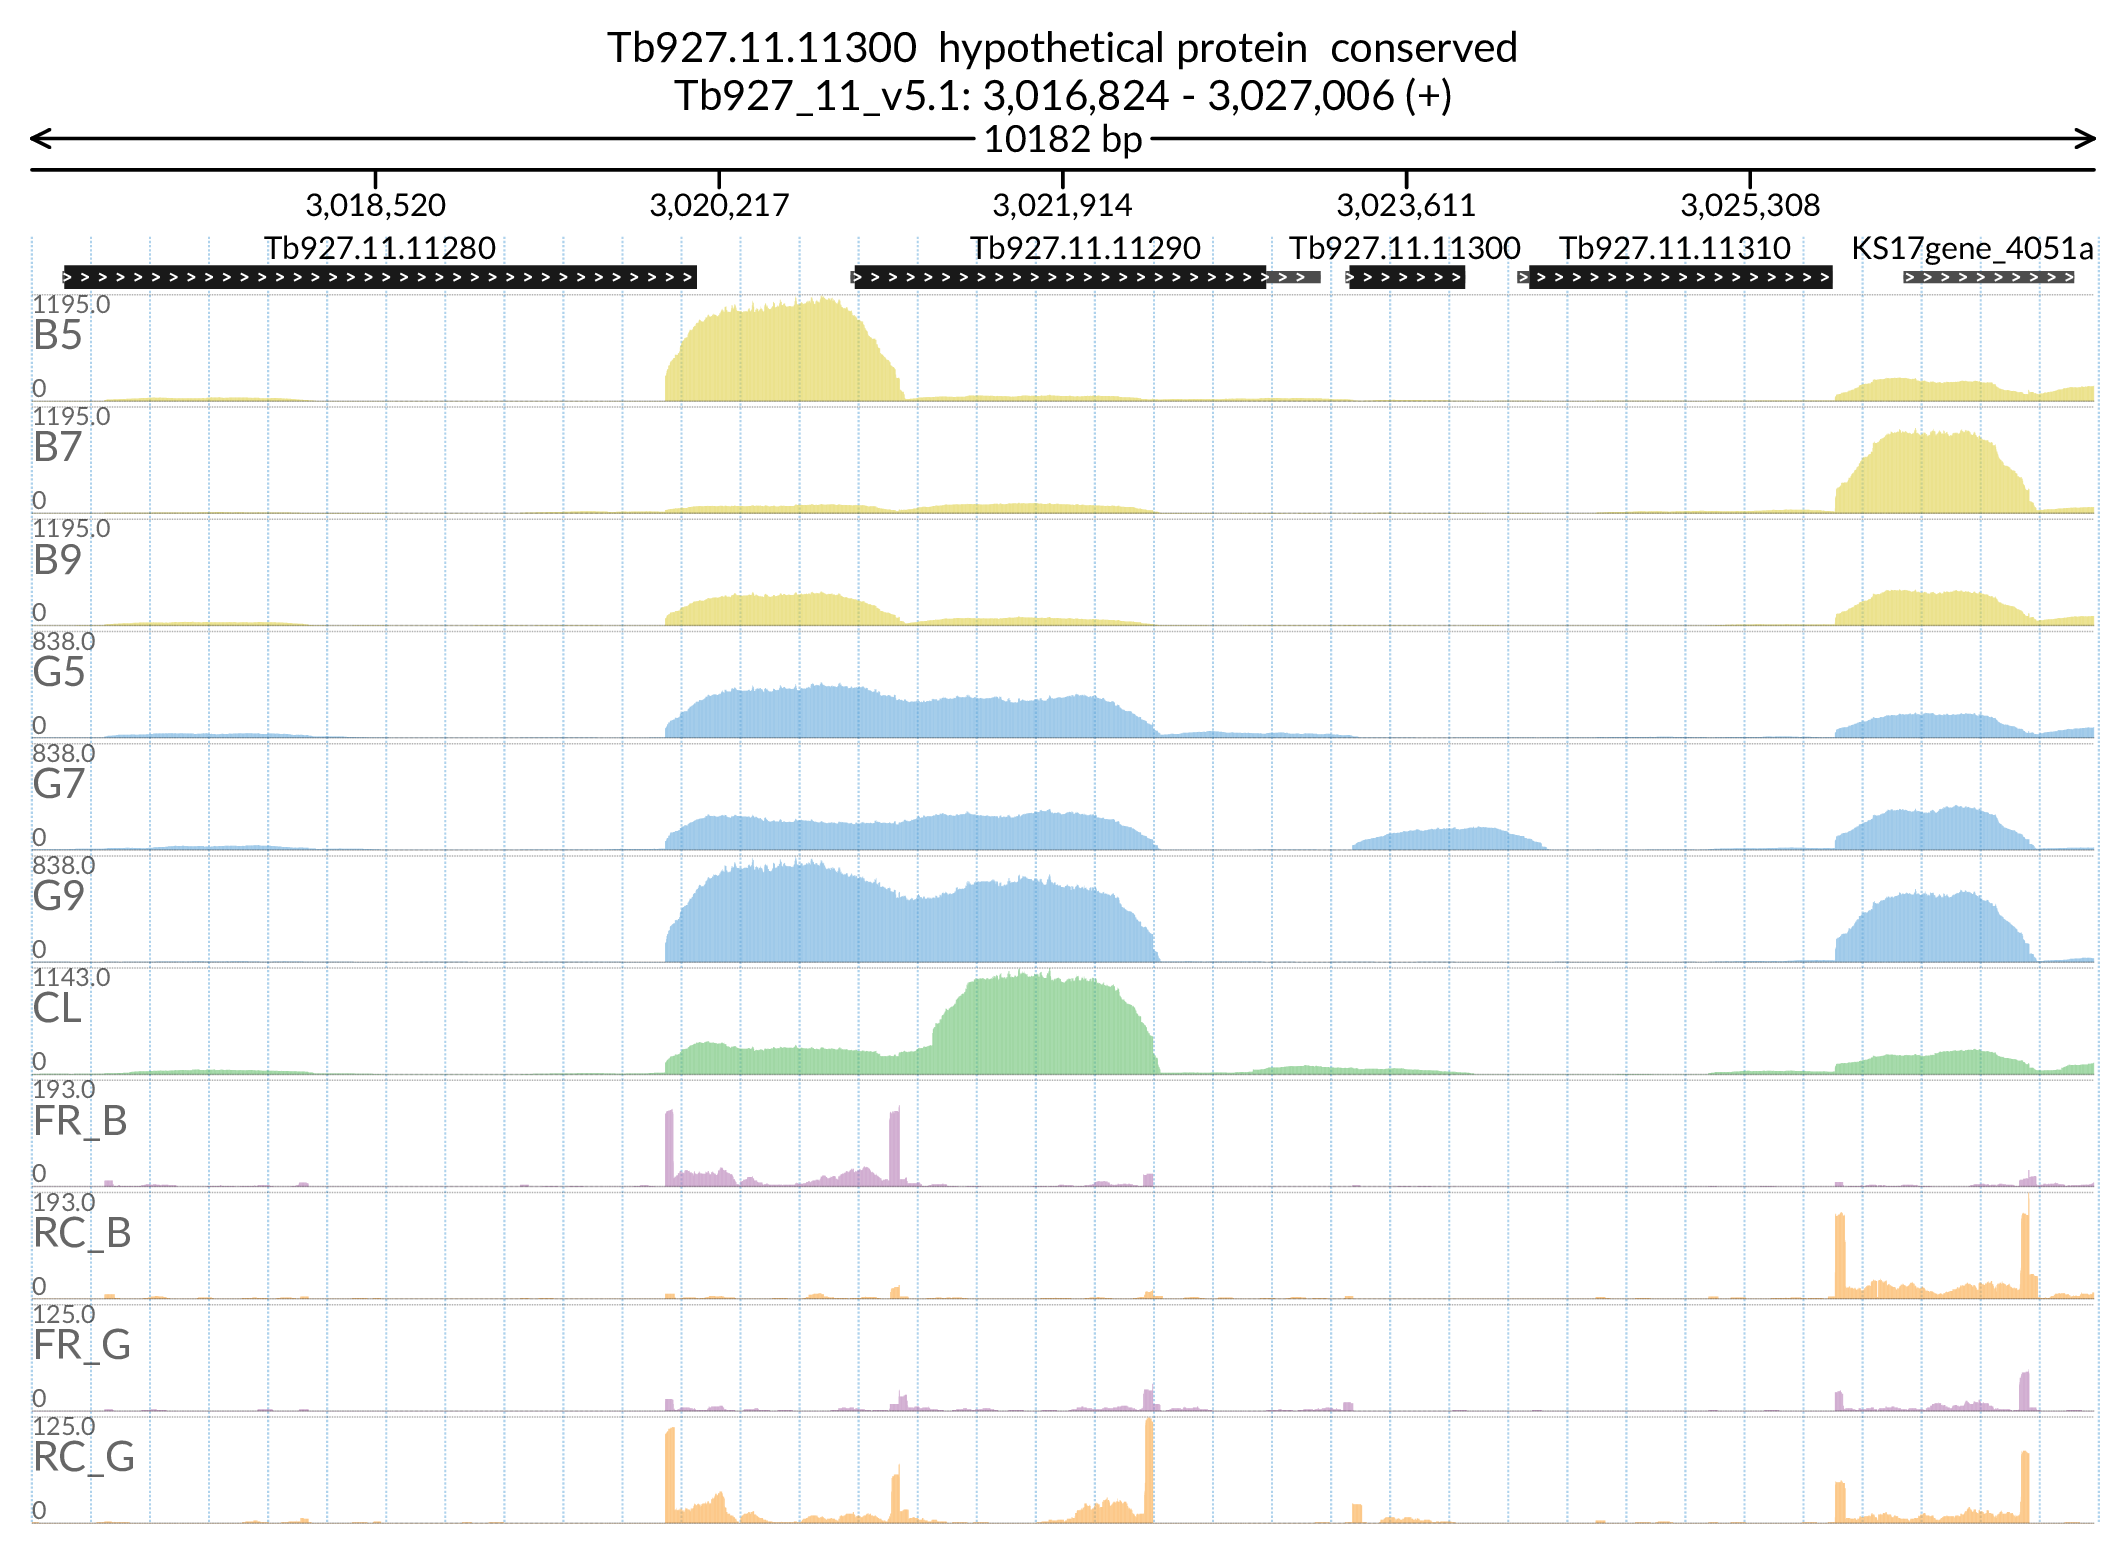 Tb927.11.11300 hypothetical protein conserved
Tb927_11_v5.1: 3,016,824 - 3,027,006 (+)
10182 bp
3,018,520 3,020,217 3,021,914 3,023,611 3,025,308
Tb927.11.11280 Tb927.11.11290 Tb927.11.11300 Tb927.11.11310 KS17gene_4051a
1195.0
B5
0
1195.0
B7
0
1195.0
B9
0
838.0
G5
0
838.0
G7
0
838.0
G9
0
1143.0
CL
0
193.0
FR_B
0
193.0
RC_B
0
125.0
FR_G
0
125.0
RC_G
0